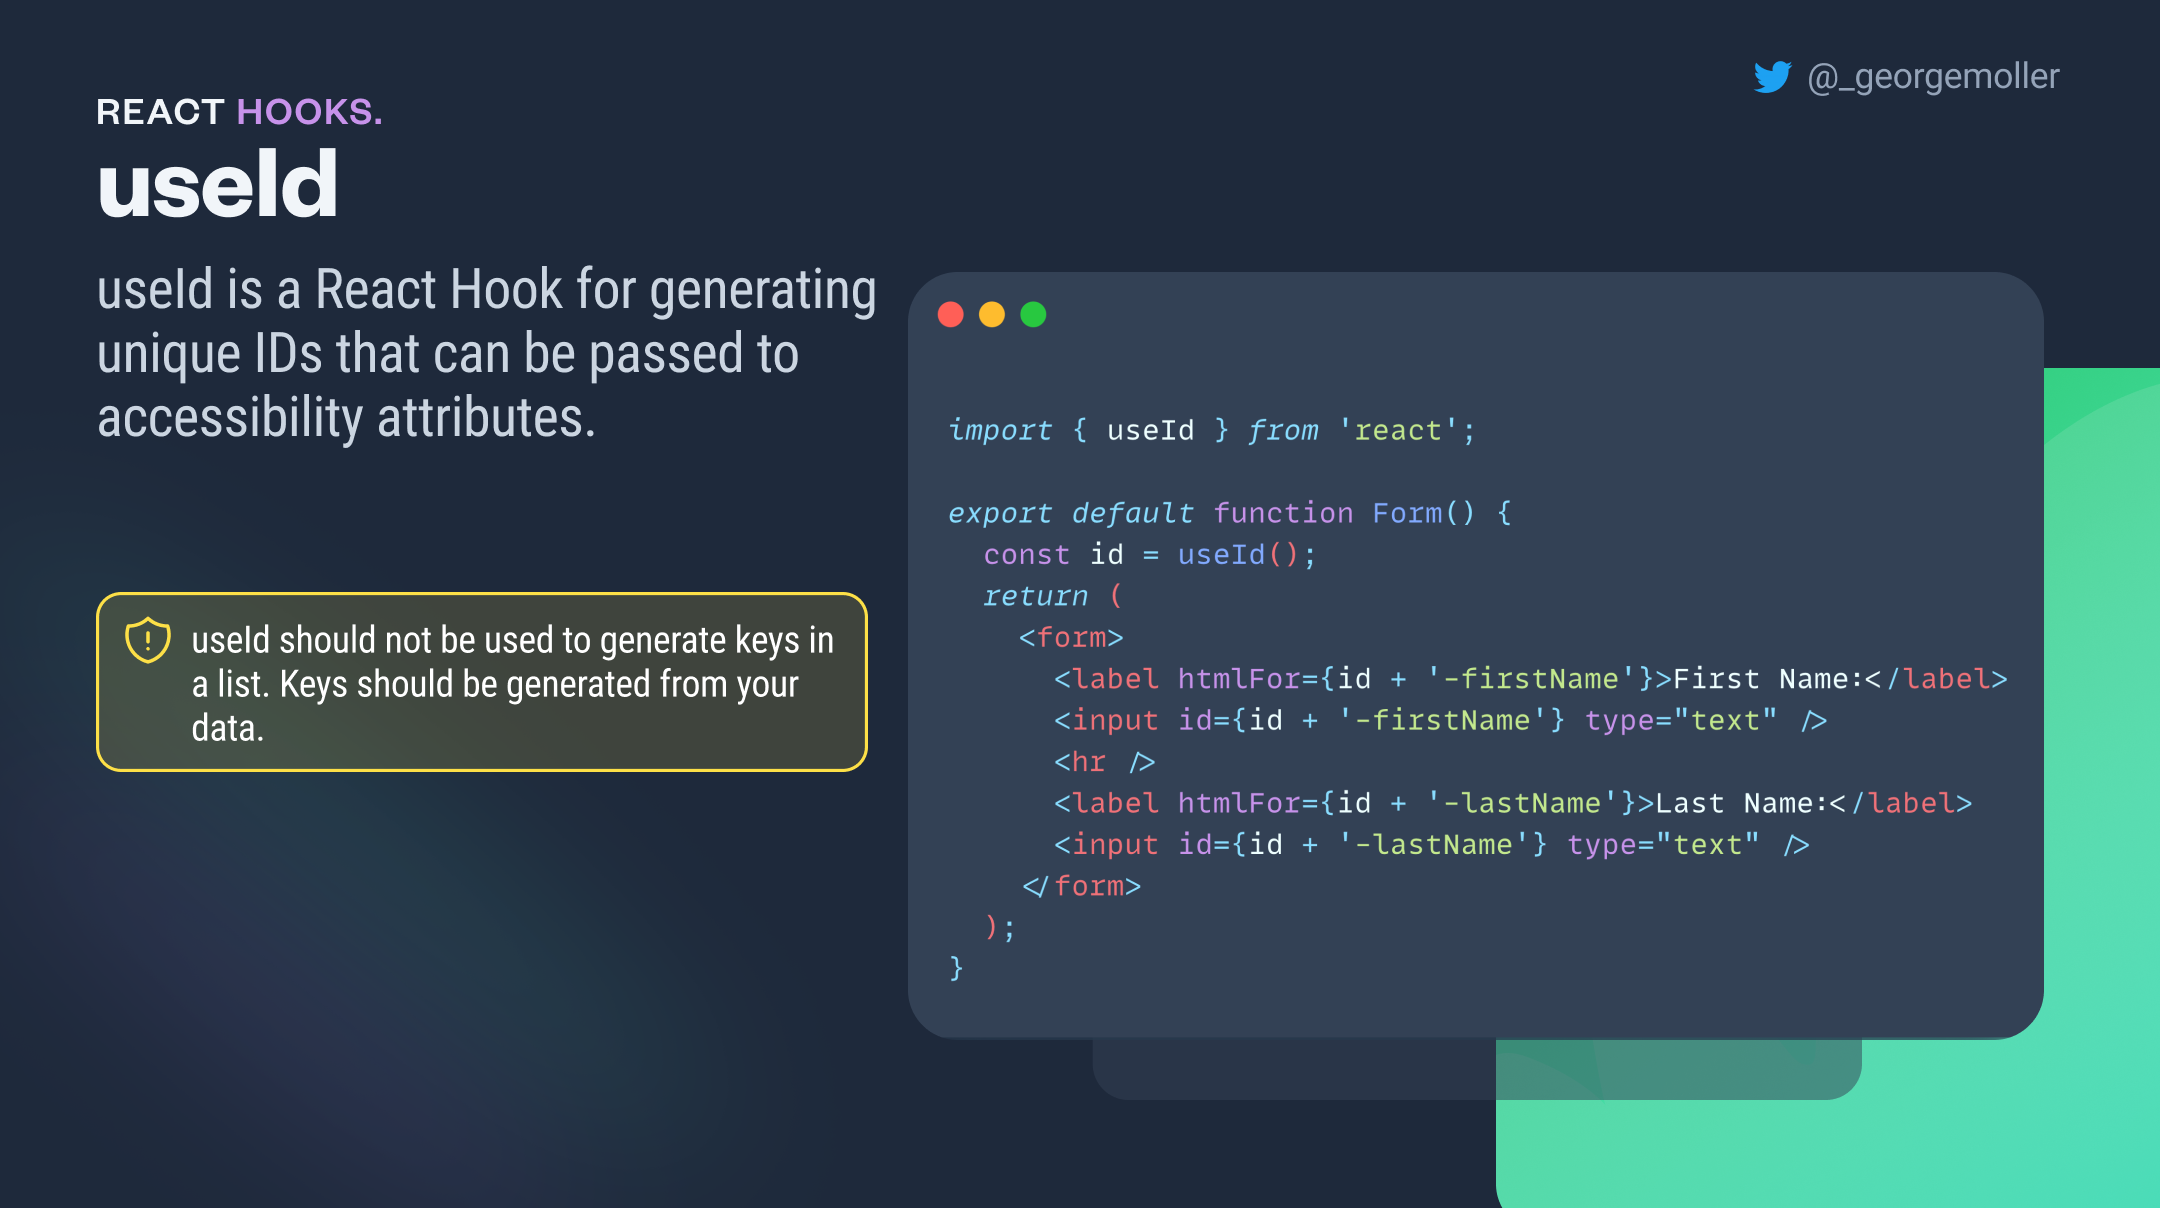 @_georgemoller
REACT HOOKS.
useId
useId is a React Hook for generating
unique IDs that can be passed to
accessibility attributes.
useId should not be used to generate keys in
a list. Keys should be generated from your
data.
import { useId } from 'react';
export default function Form() {
  const id = useId();
  return (
    <form>
      <label htmlFor={id + '-firstName'}>First Name:</label>
      <input id={id + '-firstName'} type="text" />
      <hr />
      <label htmlFor={id + '-lastName'}>Last Name:</label>
      <input id={id + '-lastName'} type="text" />
    </form>
  );
}